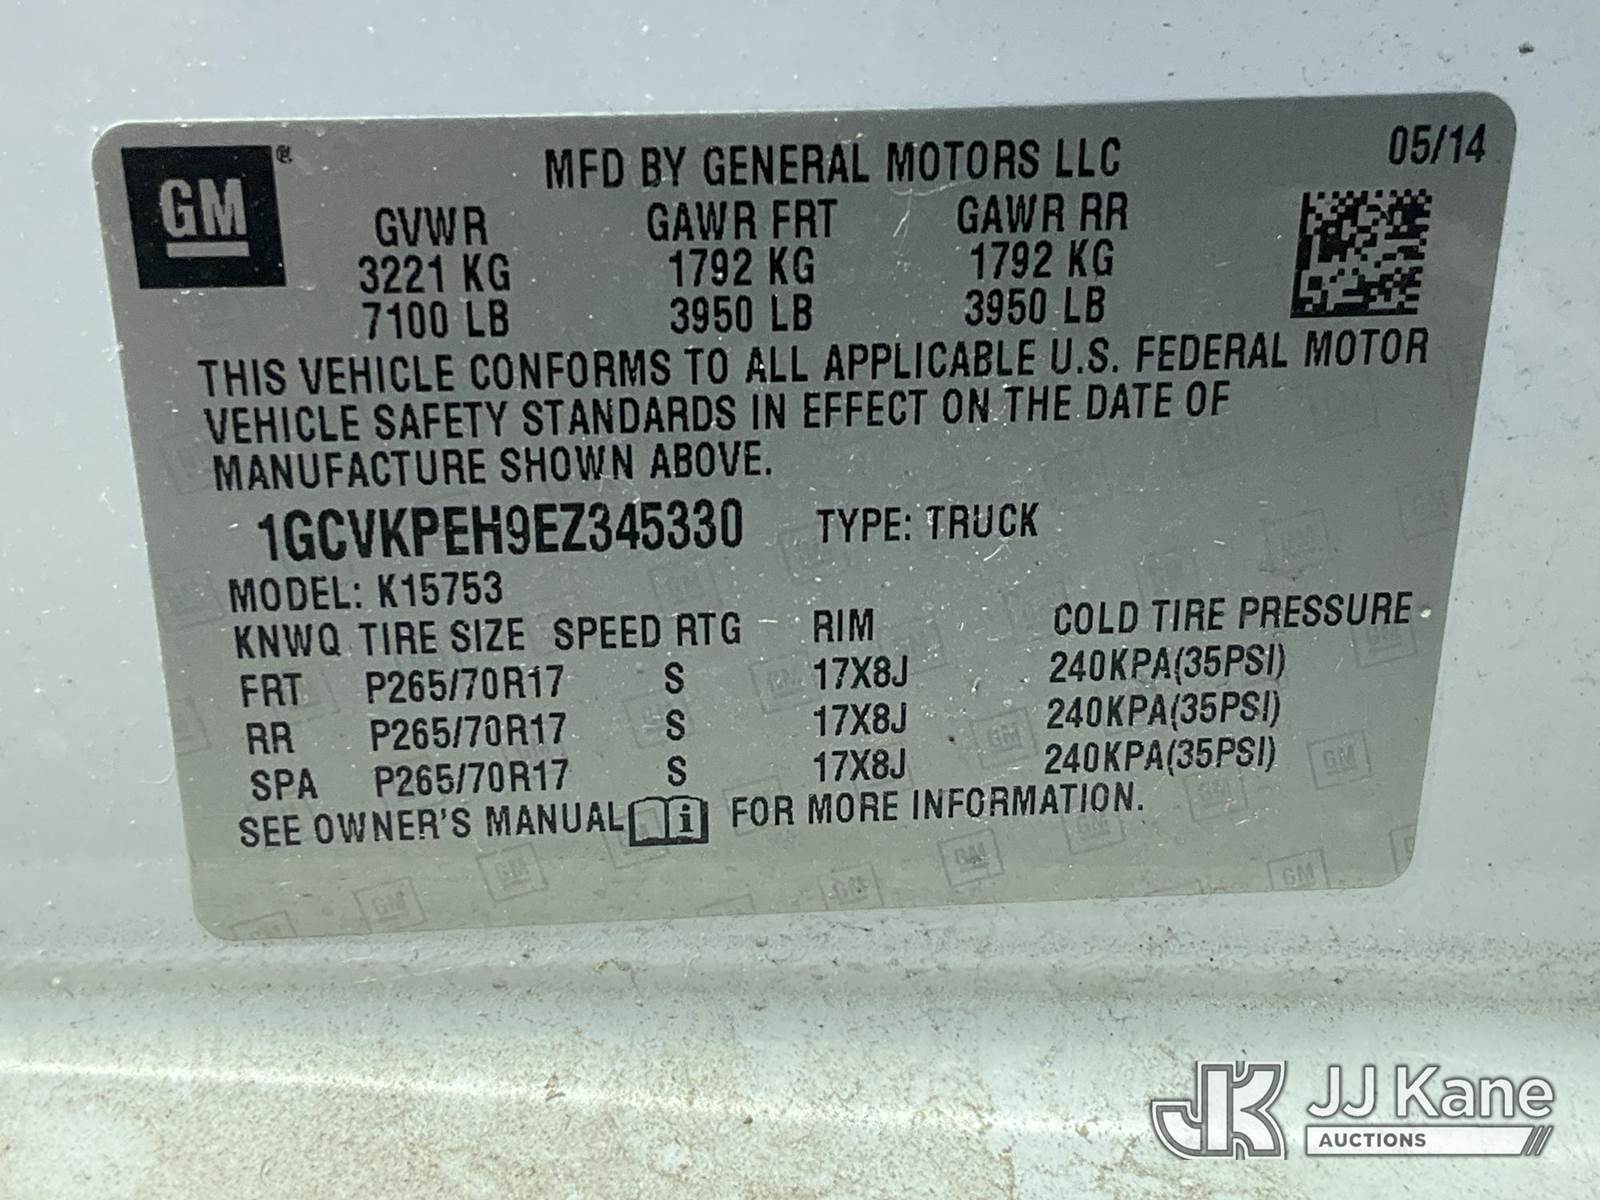 GM ® MFD BY GENERAL MOTORS LLC 05/14
GVWR GAWR FRT GAWR RR
3221 KG 1792 KG 1792 KG
7100 LB 3950 LB 3950 LB
THIS VEHICLE CONFORMS TO ALL APPLICABLE U.S. FEDERAL MOTOR
VEHICLE SAFETY STANDARDS IN EFFECT ON THE DATE OF
MANUFACTURE SHOWN ABOVE.
1GCVKPEH9EZ345330 TYPE: TRUCK
MODEL: K15753
KNWQ TIRE SIZE SPEED RTG RIM COLD TIRE PRESSURE
FRT P265/70R17 S 17X8J 240KPA(35PSI)
RR P265/70R17 S 17X8J 240KPA(35PSI)
SPA P265/70R17 S 17X8J 240KPA(35PSI)
SEE OWNER'S MANUAL i FOR MORE INFORMATION.
JK JJ Kane
AUCTIONS